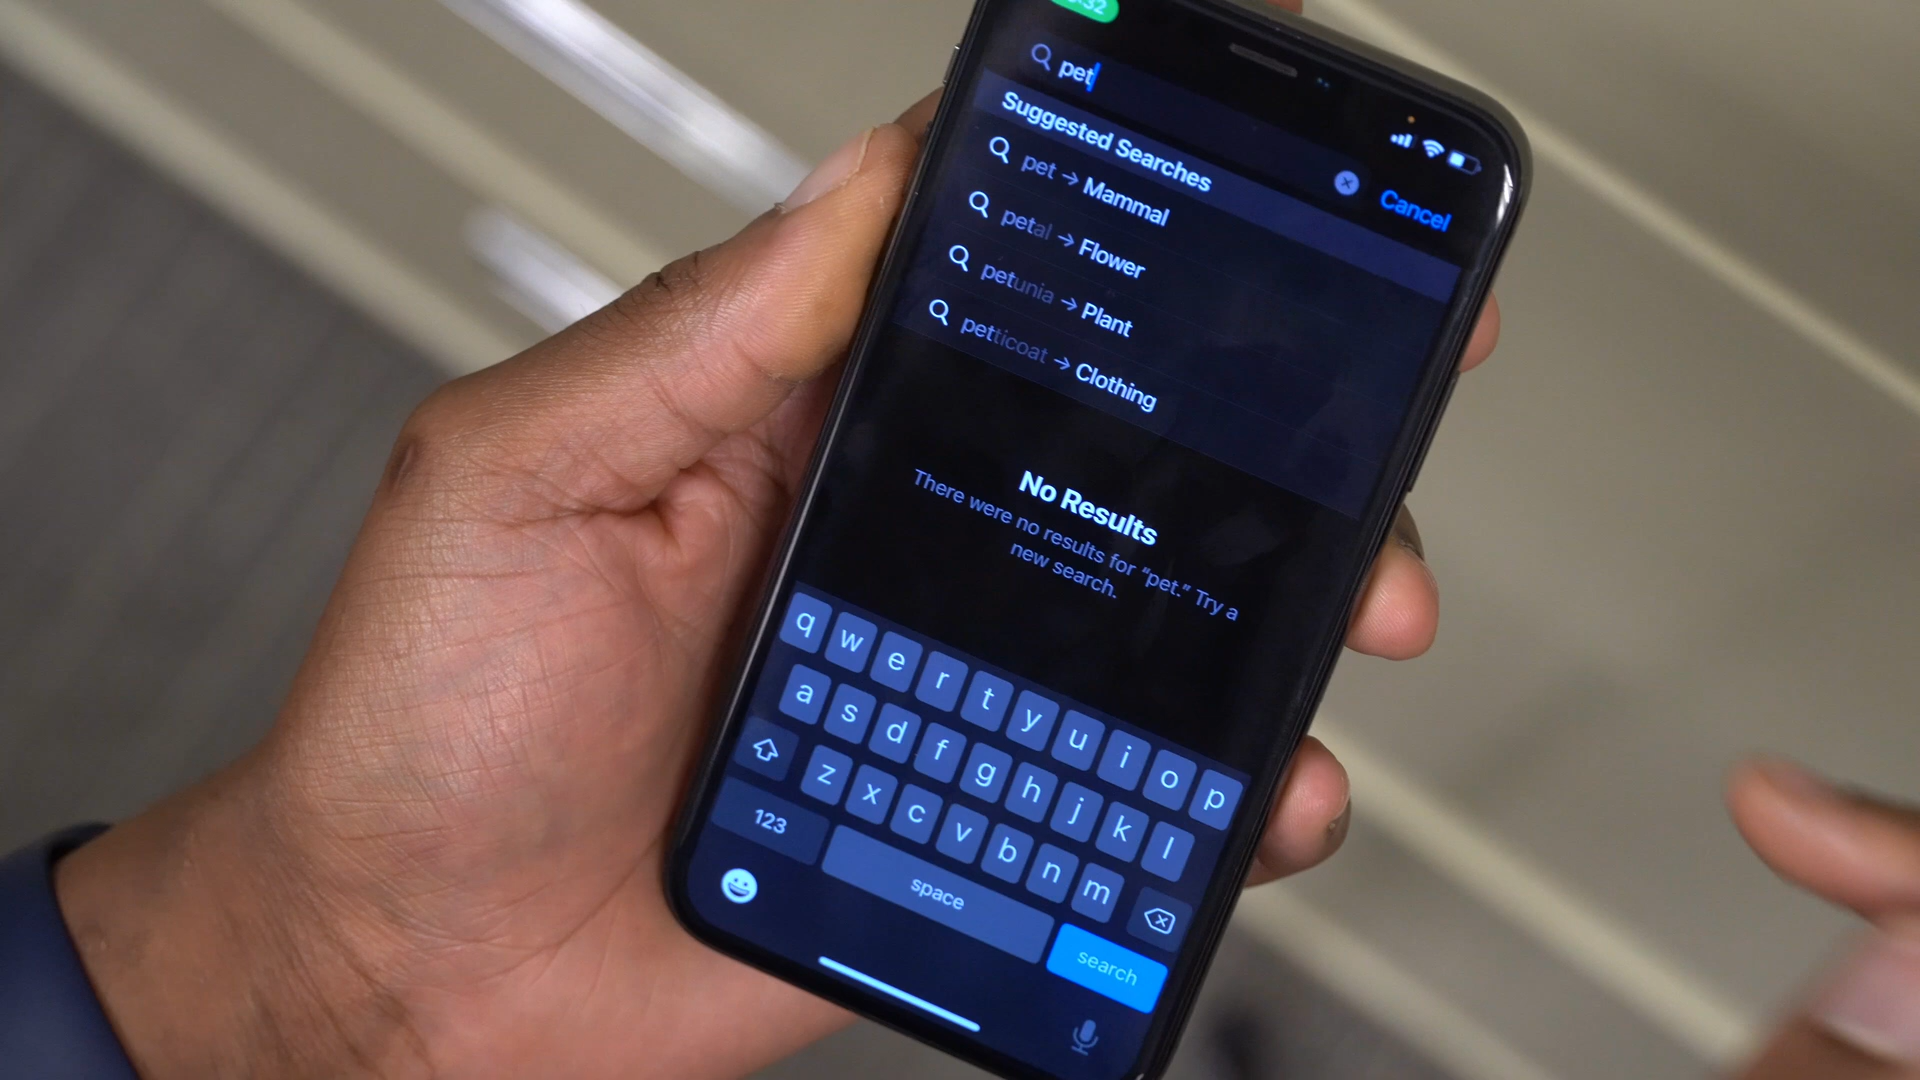 :32
pet
Cancel
Suggested Searches
pet → Mammal
petal → Flower
petunia → Plant
petticoat → Clothing
No Results
There were no results for “pet.” Try a
new search.
q w e r t y u i o p
a s d f g h j k l
z x c v b n m
123
space
search